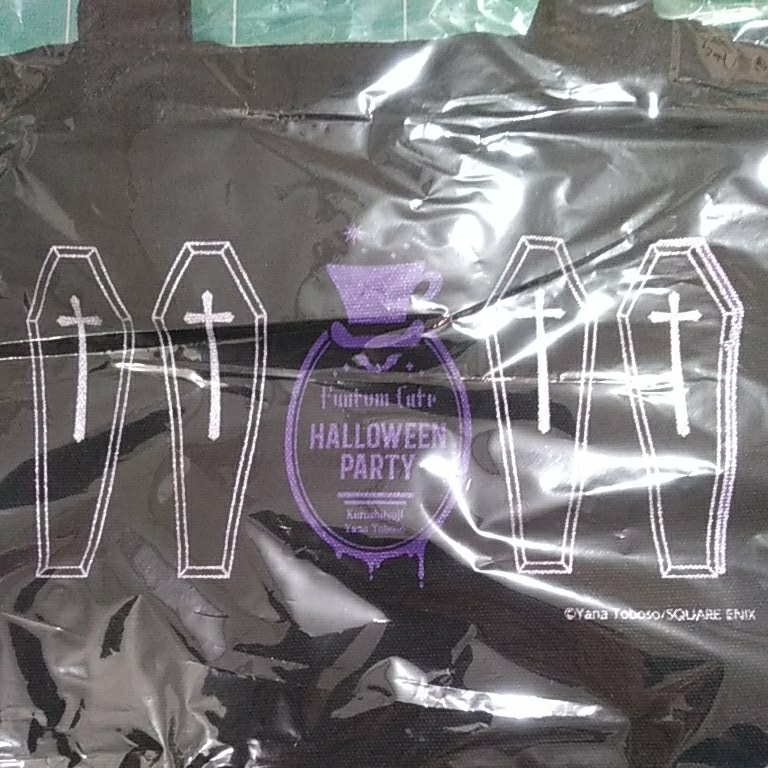 Funtom Cafe
HALLOWEEN
PARTY
Kuroshitsuji
Yana Toboso
©Yana Toboso/SQUARE ENIX